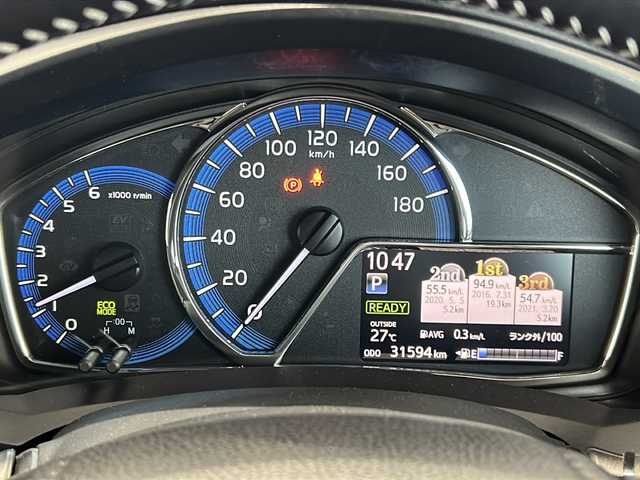 120
100 140
km/h
80 160
60 180
40
20
0
6 x1000 r/min
5
4
3
2
1
0
EV
ECO
MODE
:00
H M
P
10:47
P
READY
OUTSIDE
27℃
ODO 31594 km
2nd
55.5 km/L
2020. 5. 5
5.2km
1st
94.9 km/L
2016. 7.31
19.3km
3rd
54.7 km/L
2021. 3.20
5.2km
AVG 0.3 km/L ランク外/100
E F